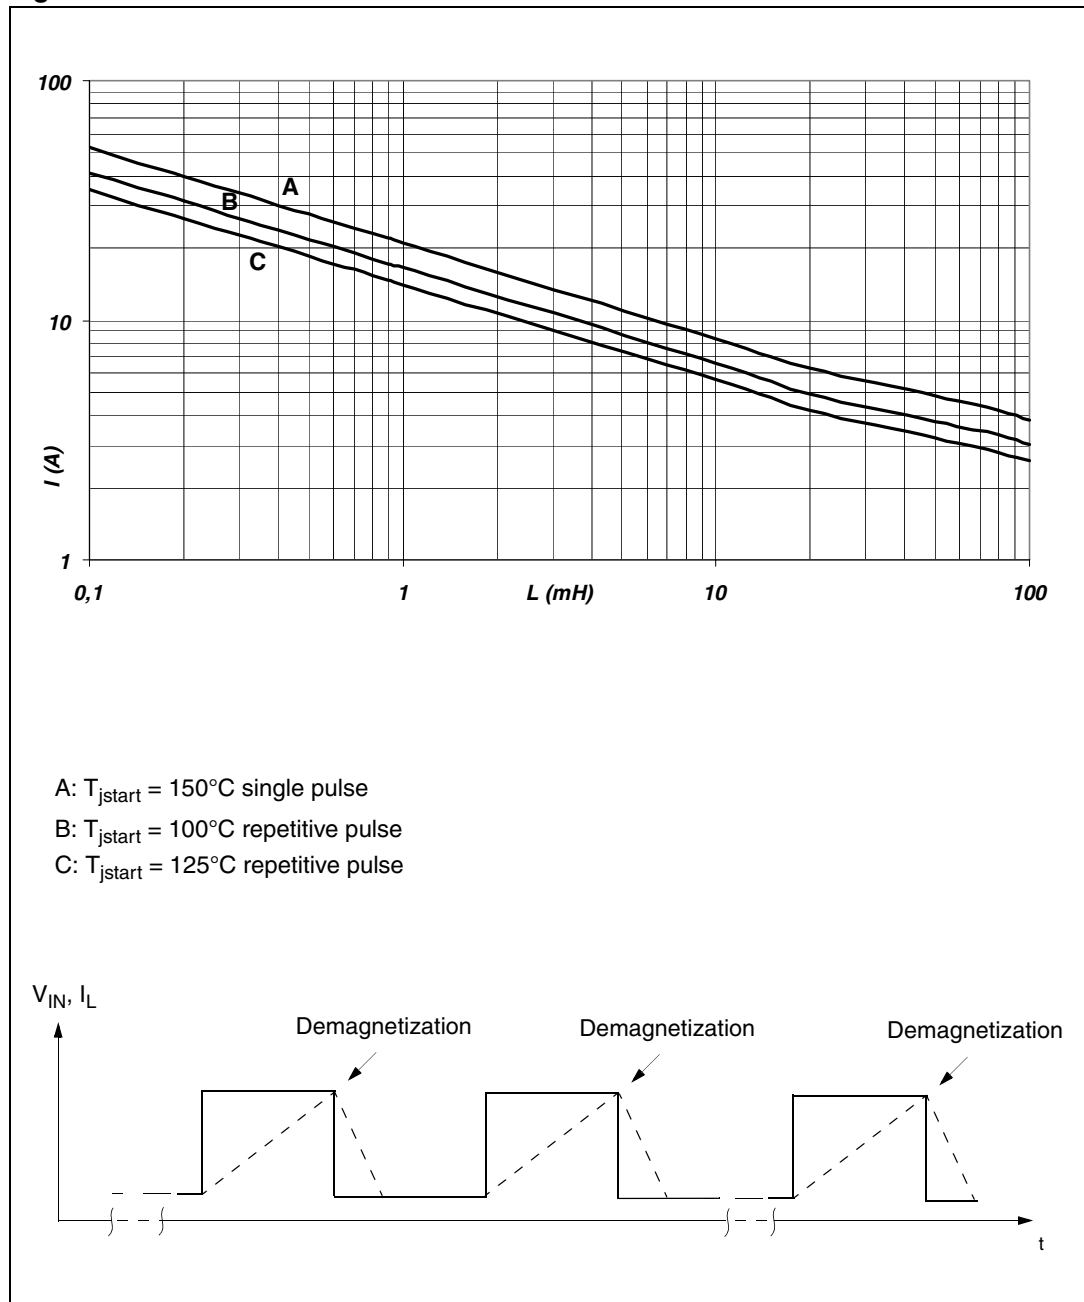 100
A
B
C
10
I (A)
1
0,1
1
L (mH)
10
100
A: Tjstart = 150°C single pulse
B: Tjstart = 100°C repetitive pulse
C: Tjstart = 125°C repetitive pulse
VIN, IL
Demagnetization
Demagnetization
Demagnetization
t